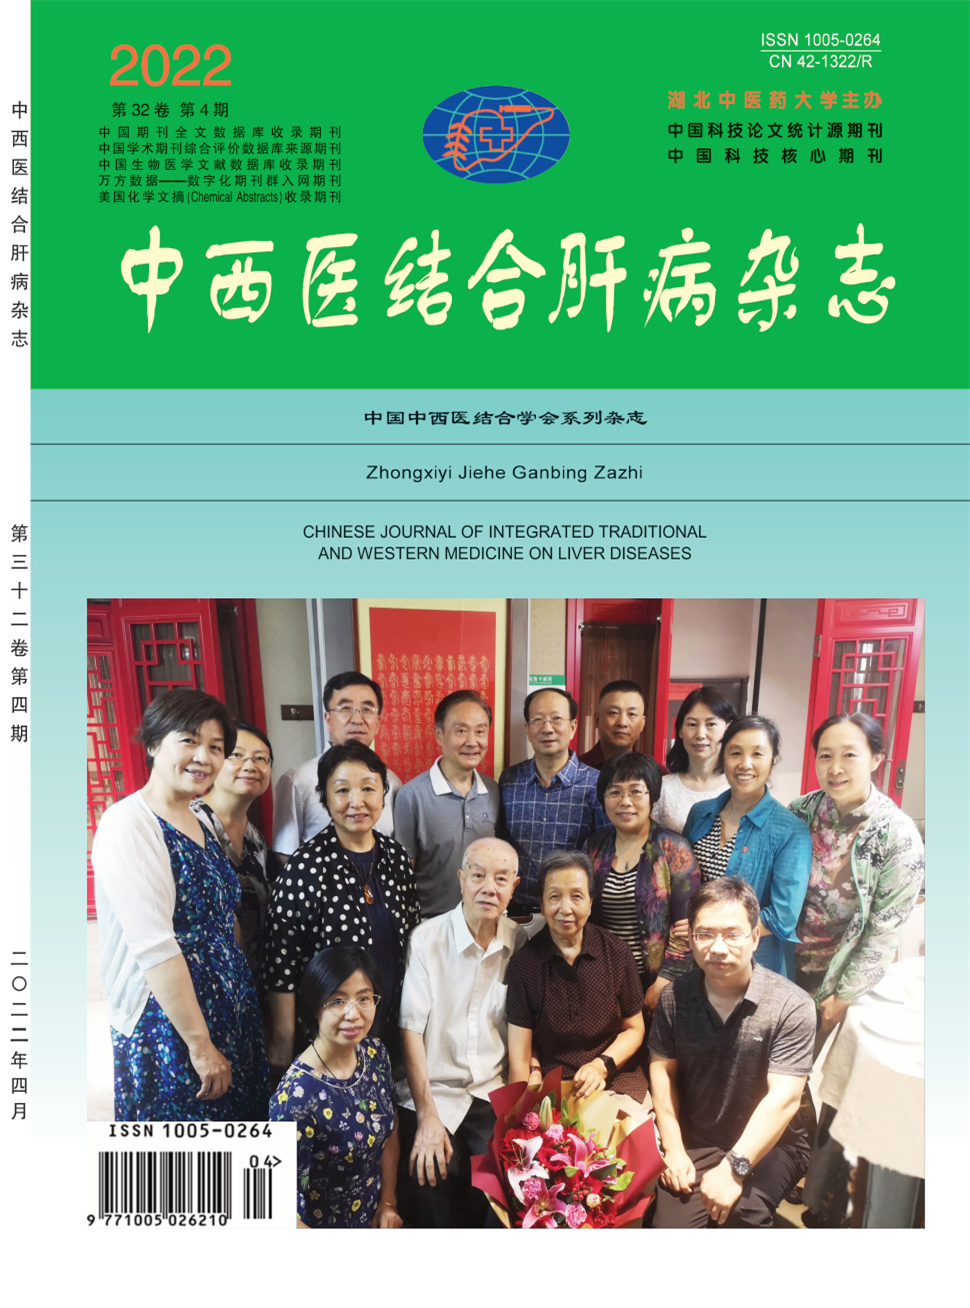 中西医结合肝病杂志
第三十二卷第四期
二〇二二年四月
2022
第 32 卷 第 4 期
中国期刊全文数据库收录期刊
中国学术期刊综合评价数据库来源期刊
中国生物医学文献数据库收录期刊
万方数据——数字化期刊群入网期刊
美国化学文摘(Chemical Abstracts)收录期刊
ISSN 1005-0264
CN 42-1322/R
湖北中医药大学主办
中国科技论文统计源期刊
中国科技核心期刊
中西医结合肝病杂志
中国中西医结合学会系列杂志
Zhongxiyi Jiehe Ganbing Zazhi
CHINESE JOURNAL OF INTEGRATED TRADITIONAL
AND WESTERN MEDICINE ON LIVER DISEASES
ISSN 1005-0264
04>
9 771005 026210